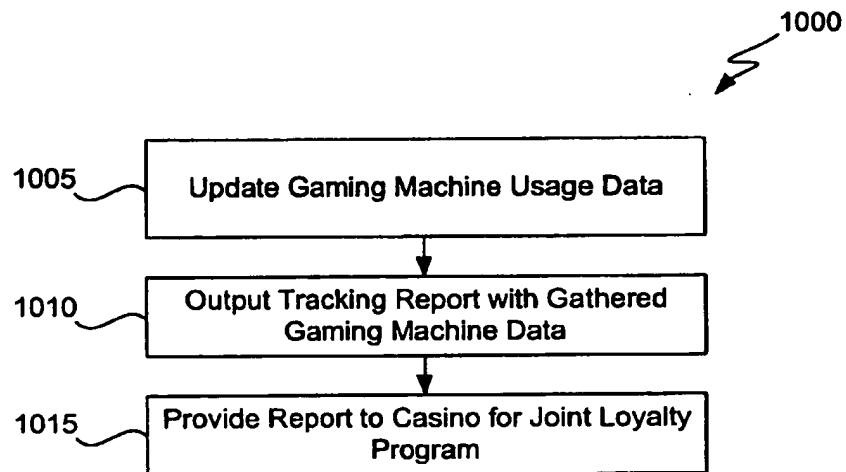 1000
1005
Update Gaming Machine Usage Data
1010
Output Tracking Report with Gathered
Gaming Machine Data
1015
Provide Report to Casino for Joint Loyalty
Program